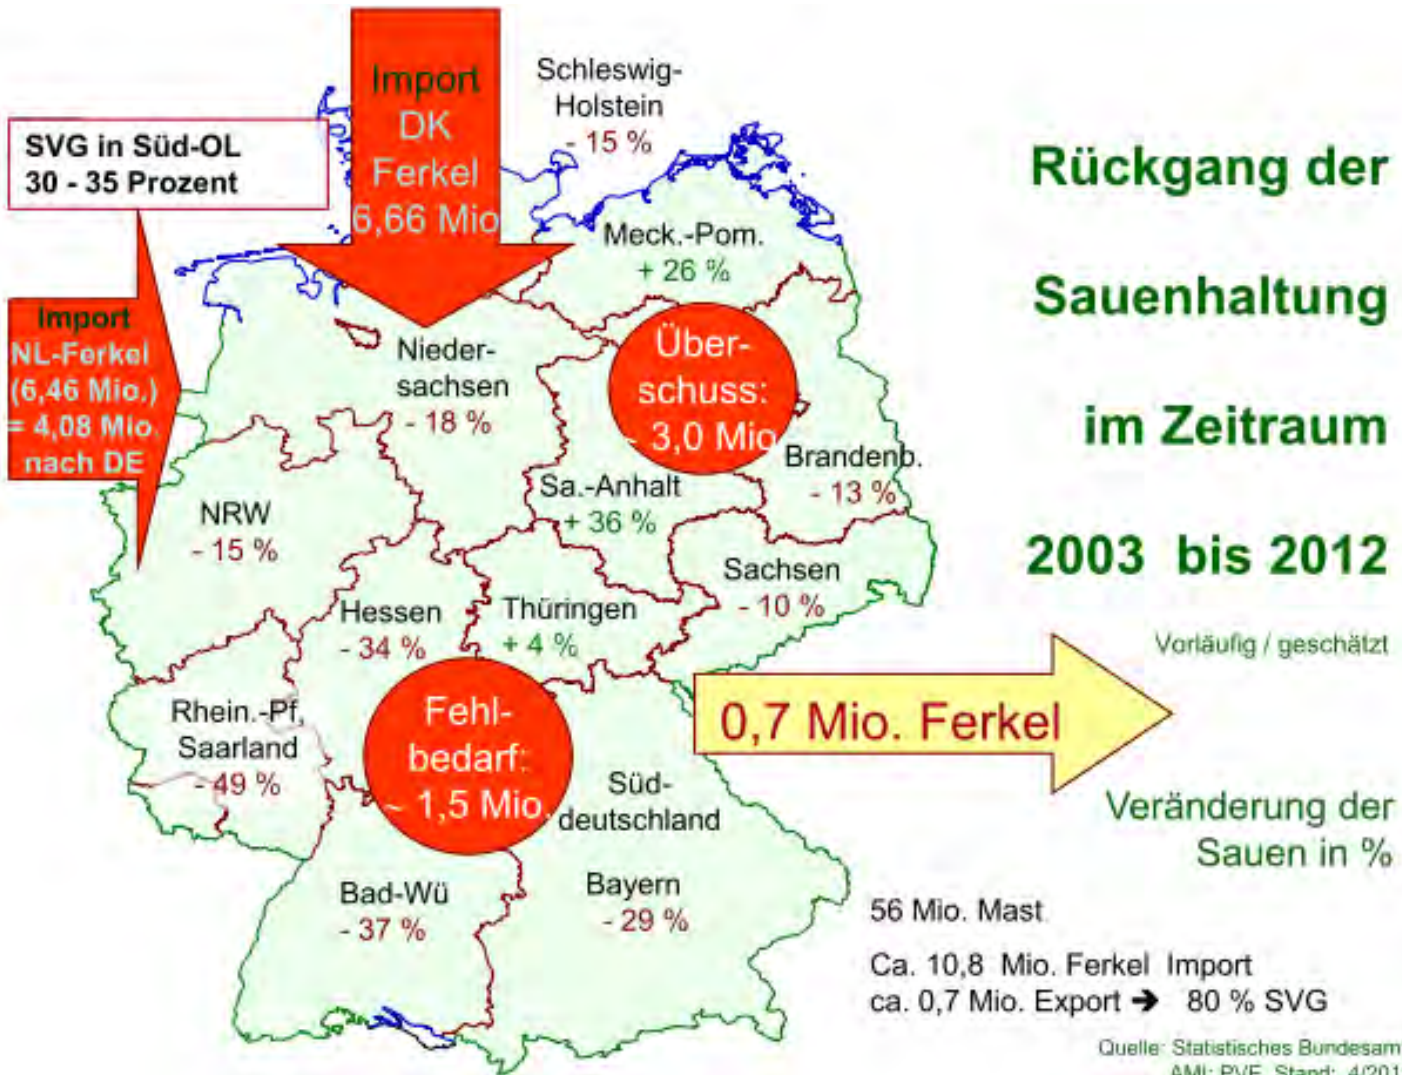 Import
DK
Ferkel
6,66 Mio
Schleswig-
Holstein
- 15 %
SVG in Süd-OL
30 - 35 Prozent
Rückgang der
Sauenhaltung
im Zeitraum
2003 bis 2012
Vorläufig / geschätzt
Meck.-Pom.
+ 26 %
Import
NL-Ferkel
(6,46 Mio.)
= 4,08 Mio.
nach DE
Nieder-
sachsen
- 18 %
Über-
schuss:
~ 3,0 Mio
Brandenb.
- 13 %
Sa.-Anhalt
+ 36 %
NRW
- 15 %
Sachsen
- 10 %
Hessen
- 34 %
Thüringen
+ 4 %
Rhein.-Pf,
Saarland
- 49 %
Fehl-
bedarf:
~ 1,5 Mio.
0,7 Mio. Ferkel
Süd-
deutschland
Veränderung der
Sauen in %
Bad-Wü
- 37 %
Bayern
- 29 %
56 Mio. Mast
Ca. 10,8 Mio. Ferkel Import
ca. 0,7 Mio. Export ➔ 80 % SVG
Quelle: Statistisches Bundesam